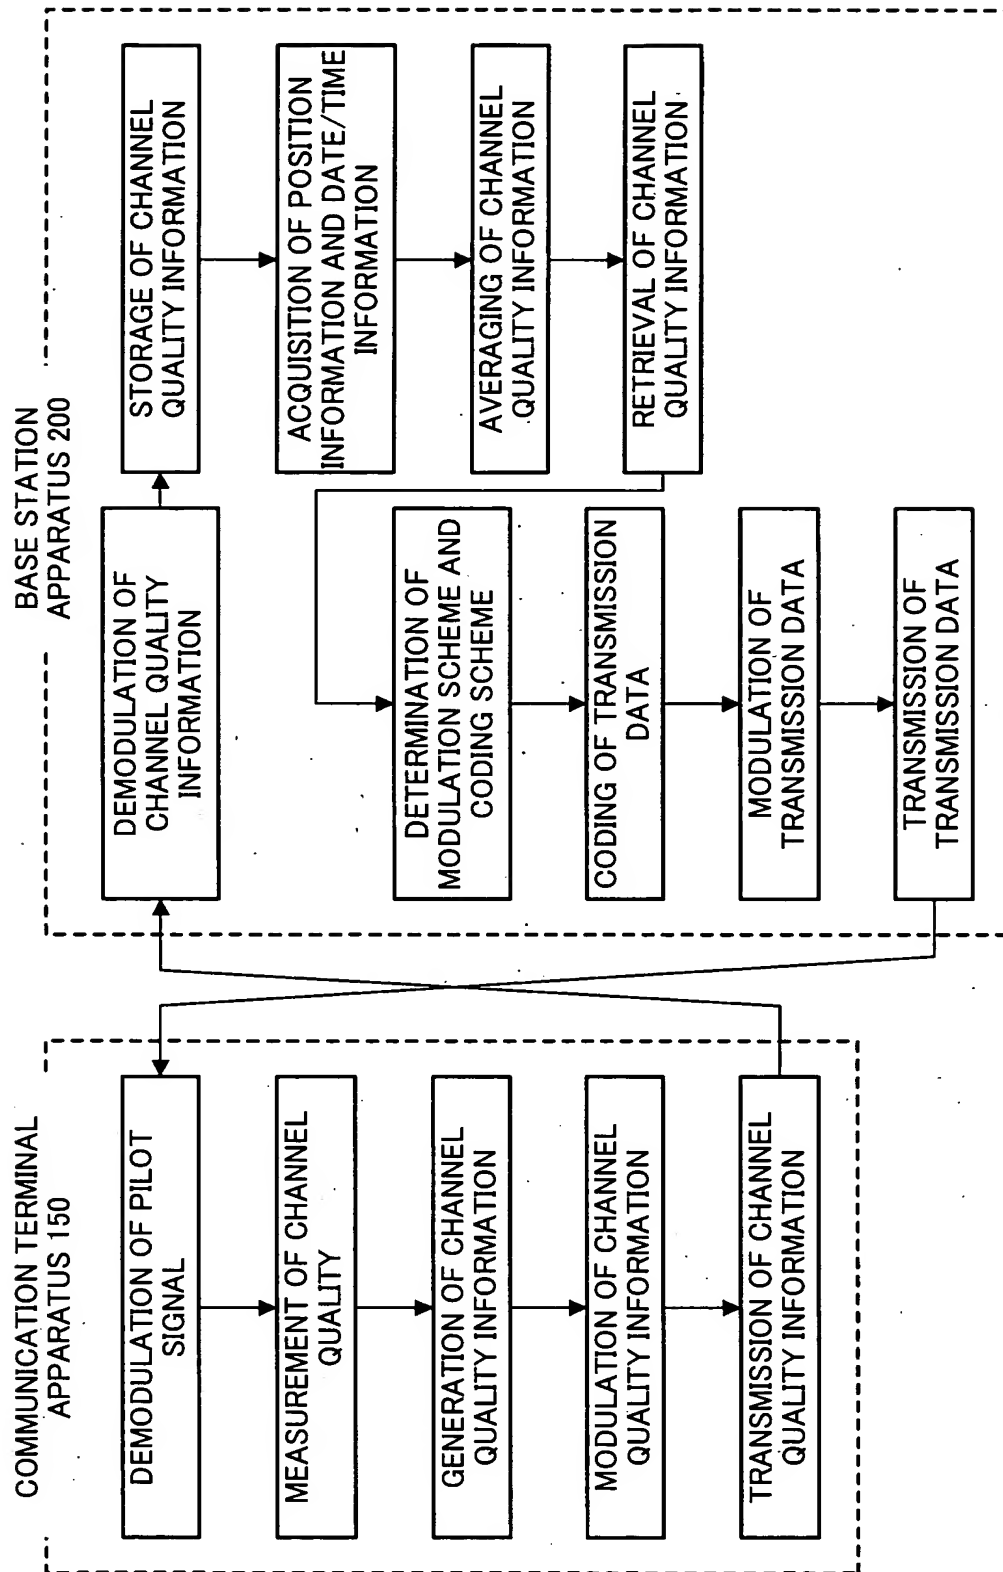 COMMUNICATION TERMINAL
APPARATUS 150
DEMODULATION OF PILOT
SIGNAL
MEASUREMENT OF CHANNEL
QUALITY
GENERATION OF CHANNEL
QUALITY INFORMATION
MODULATION OF CHANNEL
QUALITY INFORMATION
TRANSMISSION OF CHANNEL
QUALITY INFORMATION
BASE STATION
APPARATUS 200
DEMODULATION OF
CHANNEL QUALITY
INFORMATION
STORAGE OF CHANNEL
QUALITY INFORMATION
ACQUISITION OF POSITION
INFORMATION AND DATE/TIME
INFORMATION
AVERAGING OF CHANNEL
QUALITY INFORMATION
RETRIEVAL OF CHANNEL
QUALITY INFORMATION
DETERMINATION OF
MODULATION SCHEME AND
CODING SCHEME
CODING OF TRANSMISSION
DATA
MODULATION OF
TRANSMISSION DATA
TRANSMISSION OF
TRANSMISSION DATA